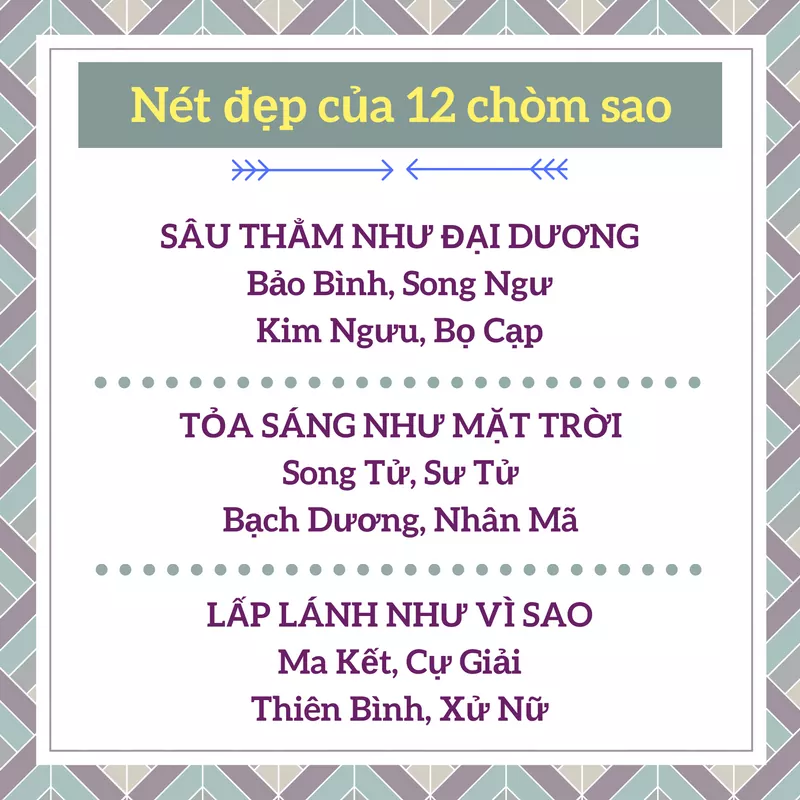 Nét đẹp của 12 chòm sao
SÂU THẲM NHƯ ĐẠI DƯƠNG
Bảo Bình, Song Ngư
Kim Ngưu, Bọ Cạp
TỎA SÁNG NHƯ MẶT TRỜI
Song Tử, Sư Tử
Bạch Dương, Nhân Mã
LẤP LÁNH NHƯ VÌ SAO
Ma Kết, Cự Giải
Thiên Bình, Xử Nữ